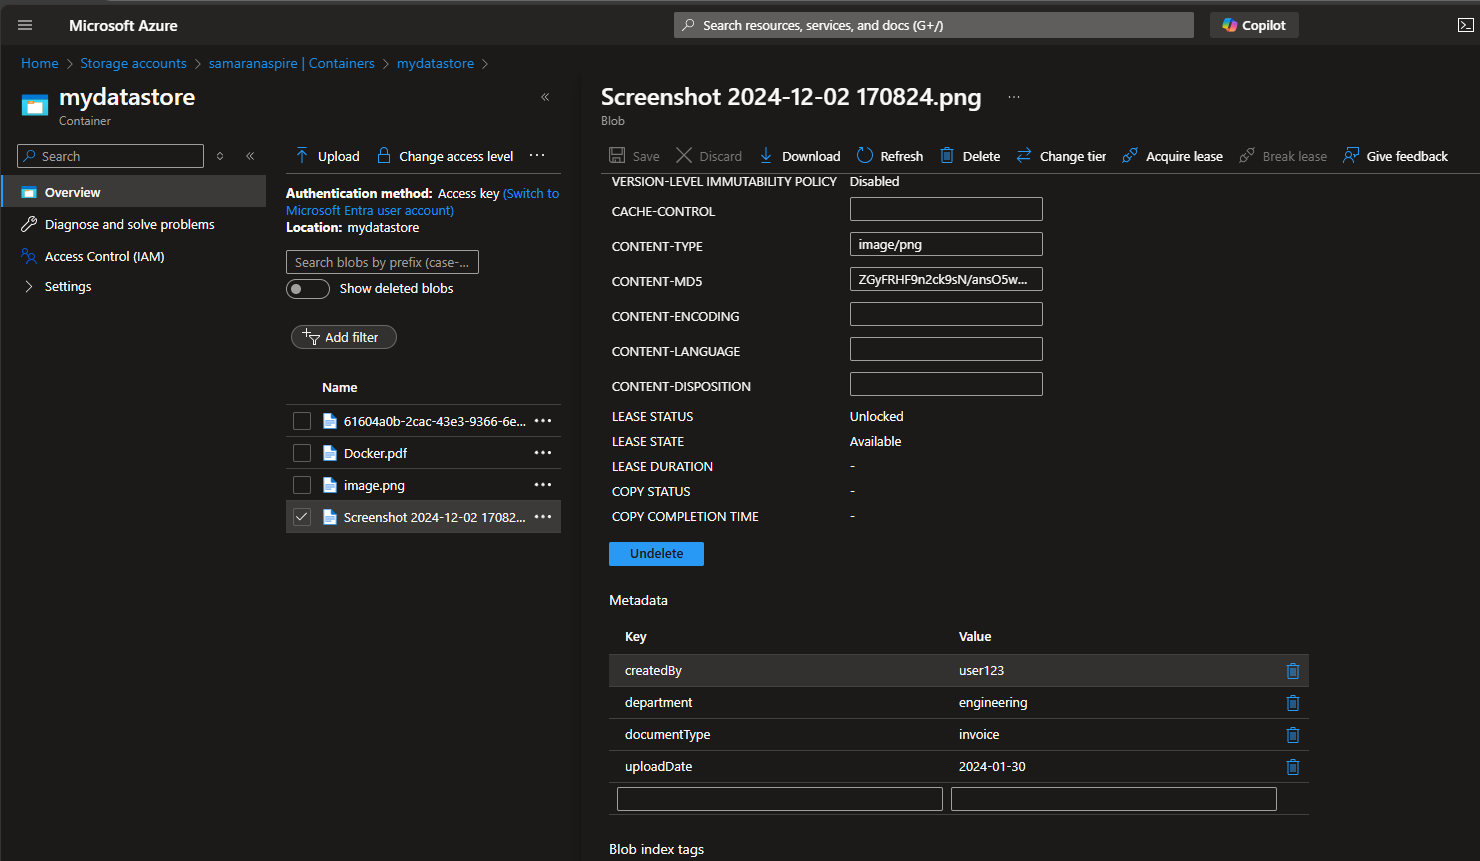 Microsoft Azure
Search resources, services, and docs (G+/)
Copilot
Home > Storage accounts > samaranaspire | Containers > mydatastore >
mydatastore
Container
Search
Overview
Diagnose and solve problems
Access Control (IAM)
Settings
Upload
Change access level
Authentication method: Access key (Switch to
Microsoft Entra user account)
Location: mydatastore
Search blobs by prefix (case-...
Show deleted blobs
Add filter
Name
61604a0b-2cac-43e3-9366-6e...
Docker.pdf
image.png
Screenshot 2024-12-02 17082...
Screenshot 2024-12-02 170824.png
Blob
Save
Discard
Download
Refresh
Delete
Change tier
Acquire lease
Break lease
Give feedback
VERSION-LEVEL IMMUTABILITY POLICY Disabled
CACHE-CONTROL
CONTENT-TYPE image/png
CONTENT-MD5 ZGyFRHF9n2ck9sN/ansO5w...
CONTENT-ENCODING
CONTENT-LANGUAGE
CONTENT-DISPOSITION
LEASE STATUS Unlocked
LEASE STATE Available
LEASE DURATION -
COPY STATUS -
COPY COMPLETION TIME -
Undelete
Metadata
Key Value
createdBy user123
department engineering
documentType invoice
uploadDate 2024-01-30
Blob index tags